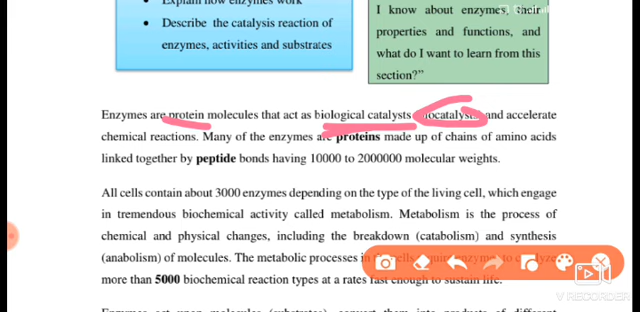 • Explain how enzymes work
• Describe the catalysis reaction of
enzymes, activities and substrates
I know about enzymes, their
properties and functions, and
what do I want to learn from this
section?”
Enzymes are protein molecules that act as biological catalysts and accelerate
chemical reactions. Many of the enzymes are proteins made up of chains of amino acids
linked together by peptide bonds having 10000 to 2000000 molecular weights.
All cells contain about 3000 enzymes depending on the type of the living cell, which engage
in tremendous biochemical activity called metabolism. Metabolism is the process of
chemical and physical changes, including the breakdown (catabolism) and synthesis
(anabolism) of molecules. The metabolic processes in
more than 5000 biochemical reaction types at a rates fast enough to sustain life.
V RECORDER